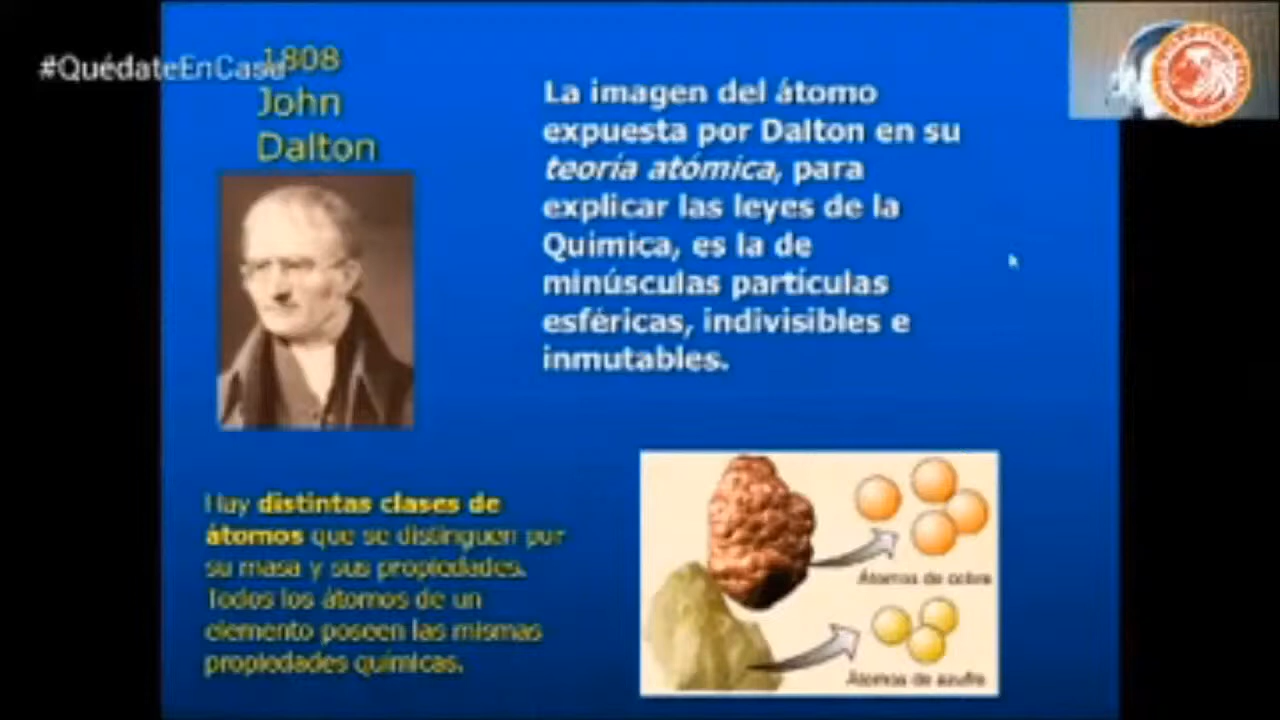 #QuédateEnCasa
1808
John
Dalton
La imagen del átomo
expuesta por Dalton en su
teoría atómica, para
explicar las leyes de la
Química, es la de
minúsculas partículas
esféricas, indivisibles e
inmutables.
Hay distintas clases de
átomos que se distinguen por
su masa y sus propiedades.
Todos los átomos de un
elemento poseen las mismas
propiedades químicas.
Átomos de cobre
Átomos de azufre